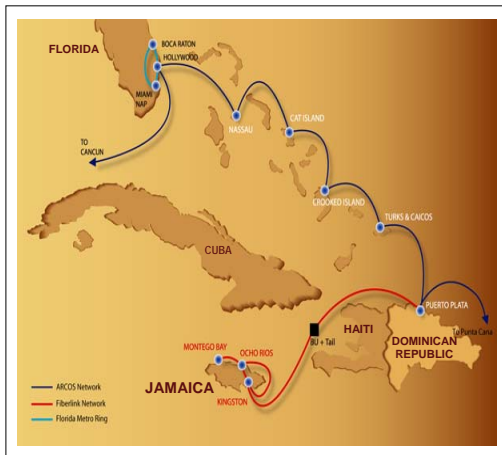 FLORIDA
BOCA RATON
HOLLYWOOD
MIAMI
NAP
TO
CANCUN
NASSAU
CAT ISLAND
CROOKED ISLAND
TURKS & CAICOS
CUBA
PUERTO PLATA
To Punta Cana
BU + Tail
HAITI
DOMINICAN
REPUBLIC
MONTEGO BAY
OCHO RIOS
JAMAICA
KINGSTON
ARCOS Network
Fiberlink Network
Florida Metro Ring